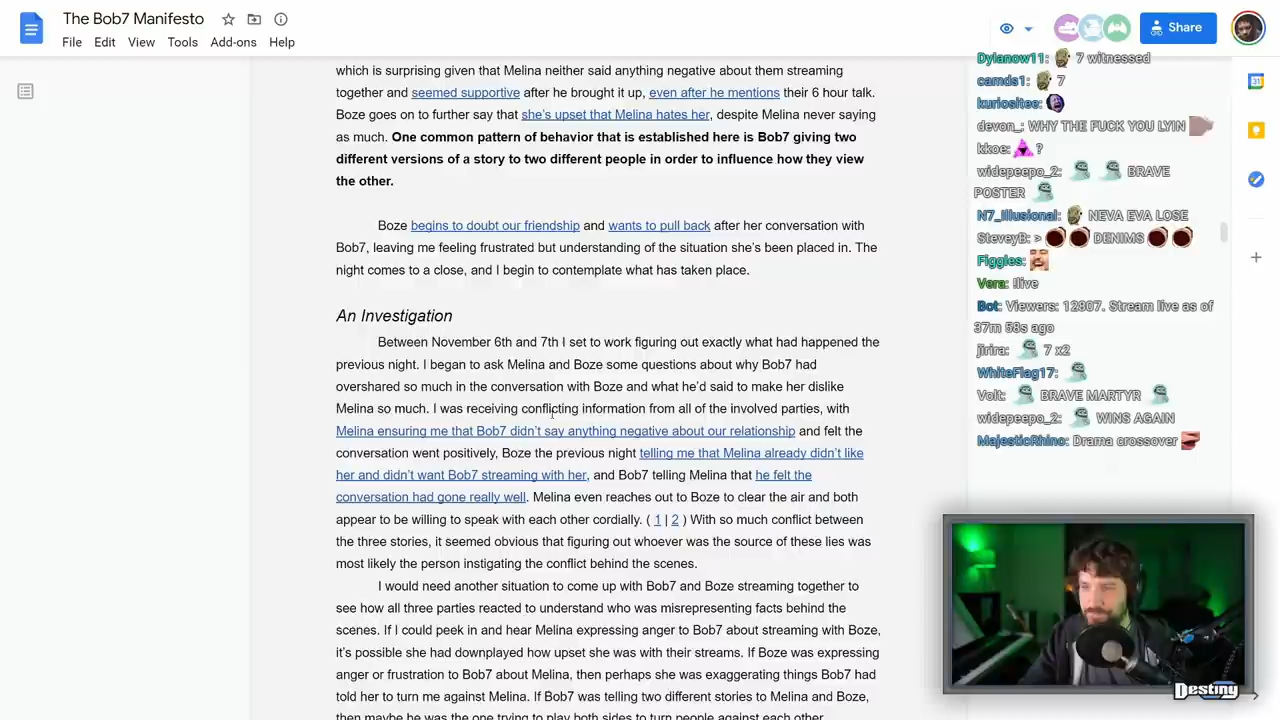 The Bob7 Manifesto
File Edit View Tools Add-ons Help
Share
which is surprising given that Melina neither said anything negative about them streaming
together and seemed supportive after he brought it up, even after he mentions their 6 hour talk.
Boze goes on to further say that she's upset that Melina hates her, despite Melina never saying
as much. One common pattern of behavior that is established here is Bob7 giving two
different versions of a story to two different people in order to influence how they view
the other.
Boze begins to doubt our friendship and wants to pull back after her conversation with
Bob7, leaving me feeling frustrated but understanding of the situation she's been placed in. The
night comes to a close, and I begin to contemplate what has taken place.
An Investigation
Between November 6th and 7th I set to work figuring out exactly what had happened the
previous night. I began to ask Melina and Boze some questions about why Bob7 had
overshared so much in the conversation with Boze and what he'd said to make her dislike
Melina so much. I was receiving conflicting information from all of the involved parties, with
Melina ensuring me that Bob7 didn't say anything negative about our relationship and felt the
conversation went positively, Boze the previous night telling me that Melina already didn't like
her and didn't want Bob7 streaming with her, and Bob7 telling Melina that he felt the
conversation had gone really well. Melina even reaches out to Boze to clear the air and both
appear to be willing to speak with each other cordially. ( 1 | 2 ) With so much conflict between
the three stories, it seemed obvious that figuring out whoever was the source of these lies was
most likely the person instigating the conflict behind the scenes.
I would need another situation to come up with Bob7 and Boze streaming together to
see how all three parties reacted to understand who was misrepresenting facts behind the
scenes. If I could peek in and hear Melina expressing anger to Bob7 about streaming with Boze,
it's possible she had downplayed how upset she was with their streams. If Boze was expressing
anger or frustration to Bob7 about Melina, then perhaps she was exaggerating things Bob7 had
told her to turn me against Melina. If Bob7 was telling two different stories to Melina and Boze,
then maybe he was the one trying to play both sides to turn people against each other.
Dylanow11: 7 witnessed
camds1: 7
kuriositee:
devon_: WHY THE FUCK YOU LYIN
kkoe: ?
widepeepo_2: BRAVE
POSTER
N7_Illusional: NEVA EVA LOSE
SteveyB: > DENIMS
Figgles:
Vera: !live
Bot: Viewers: 12807. Stream live as of
37m 58s ago
jirira: 7 x2
WhiteFlag17:
Volt: BRAVE MARTYR
widepeepo_2: WINS AGAIN
MajesticRhino: Drama crossover
31
Destiny